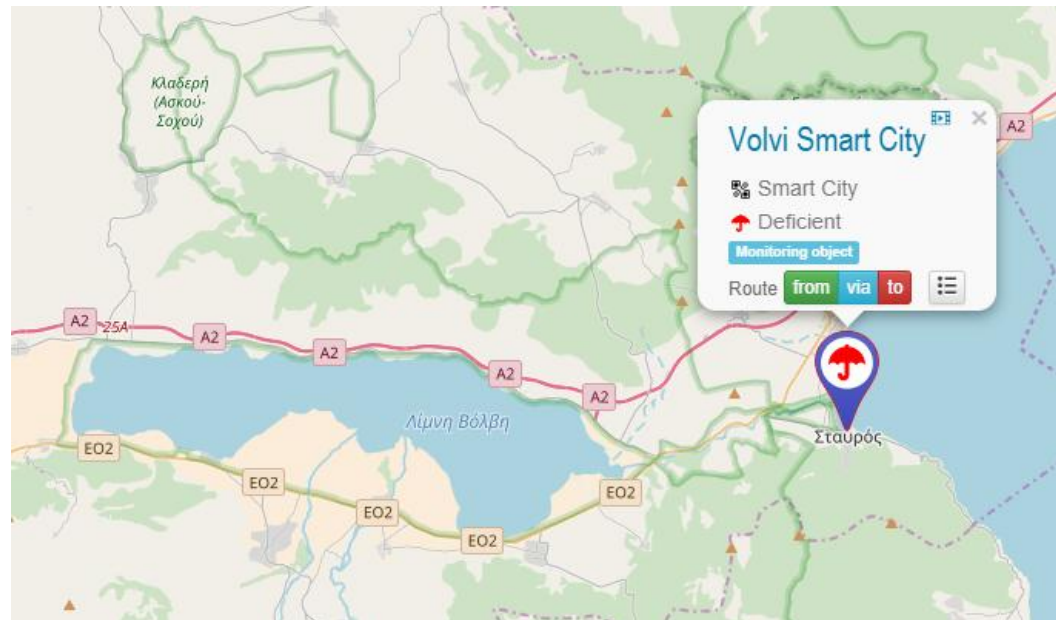 Κλαδερή
(Ασκού-
Σοχού)
A2
Volvi Smart City
Smart City
Deficient
Monitoring object
Route from via to
A2
25A
A2
A2
A2
A2
Λίμνη Βόλβη
Σταυρός
EO2
EO2
EO2
EO2
EO2